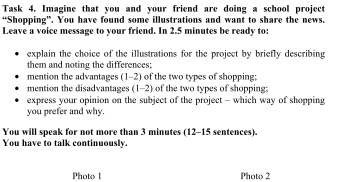 Task 4. Imagine that you and your friend are doing a school project
“Shopping”. You have found some illustrations and want to share the news.
Leave a voice message to your friend. In 2.5 minutes be ready to:
• explain the choice of the illustrations for the project by briefly describing
them and noting the differences;
• mention the advantages (1–2) of the two types of shopping;
• mention the disadvantages (1–2) of the two types of shopping;
• express your opinion on the subject of the project – which way of shopping
you prefer and why.
You will speak for not more than 3 minutes (12–15 sentences).
You have to talk continuously.
Photo 1 Photo 2